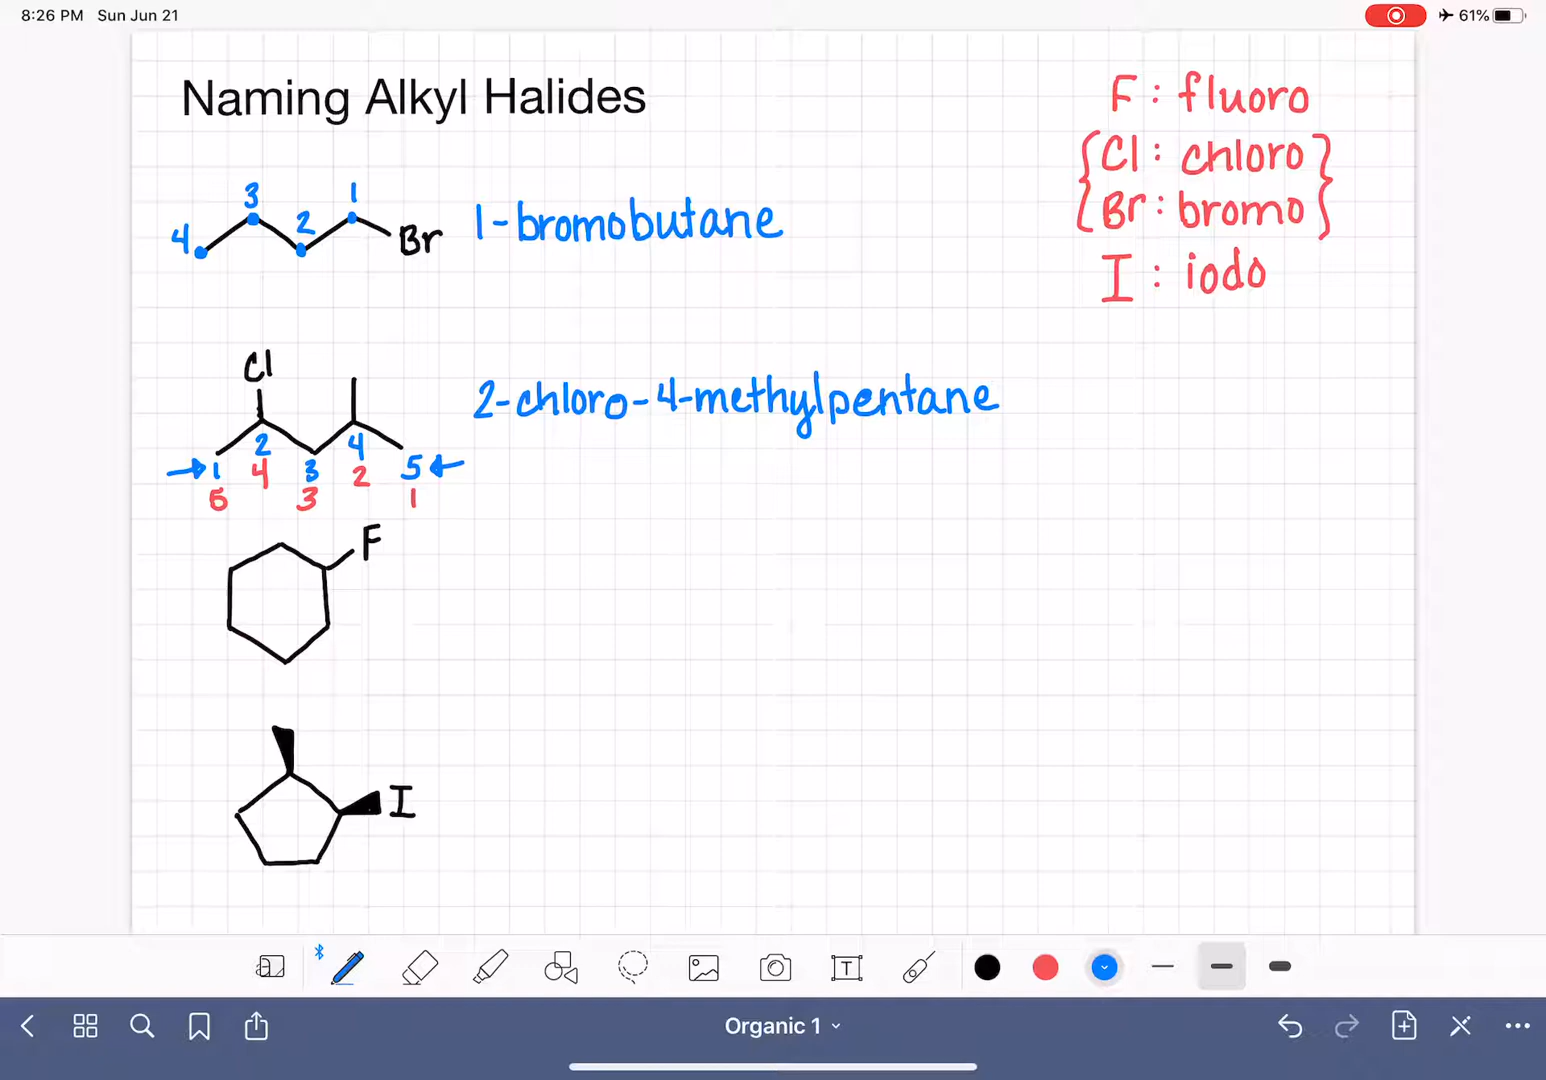 8:26 PM Sun Jun 21
61%
Naming Alkyl Halides
F : fluoro
Cl : chloro
Br : bromo
I : iodo
4 3 2 1
Br
1-bromobutane
Cl
2-chloro-4-methylpentane
1 2 3 4 5
5 4 3 2 1
F
I
T
Organic 1